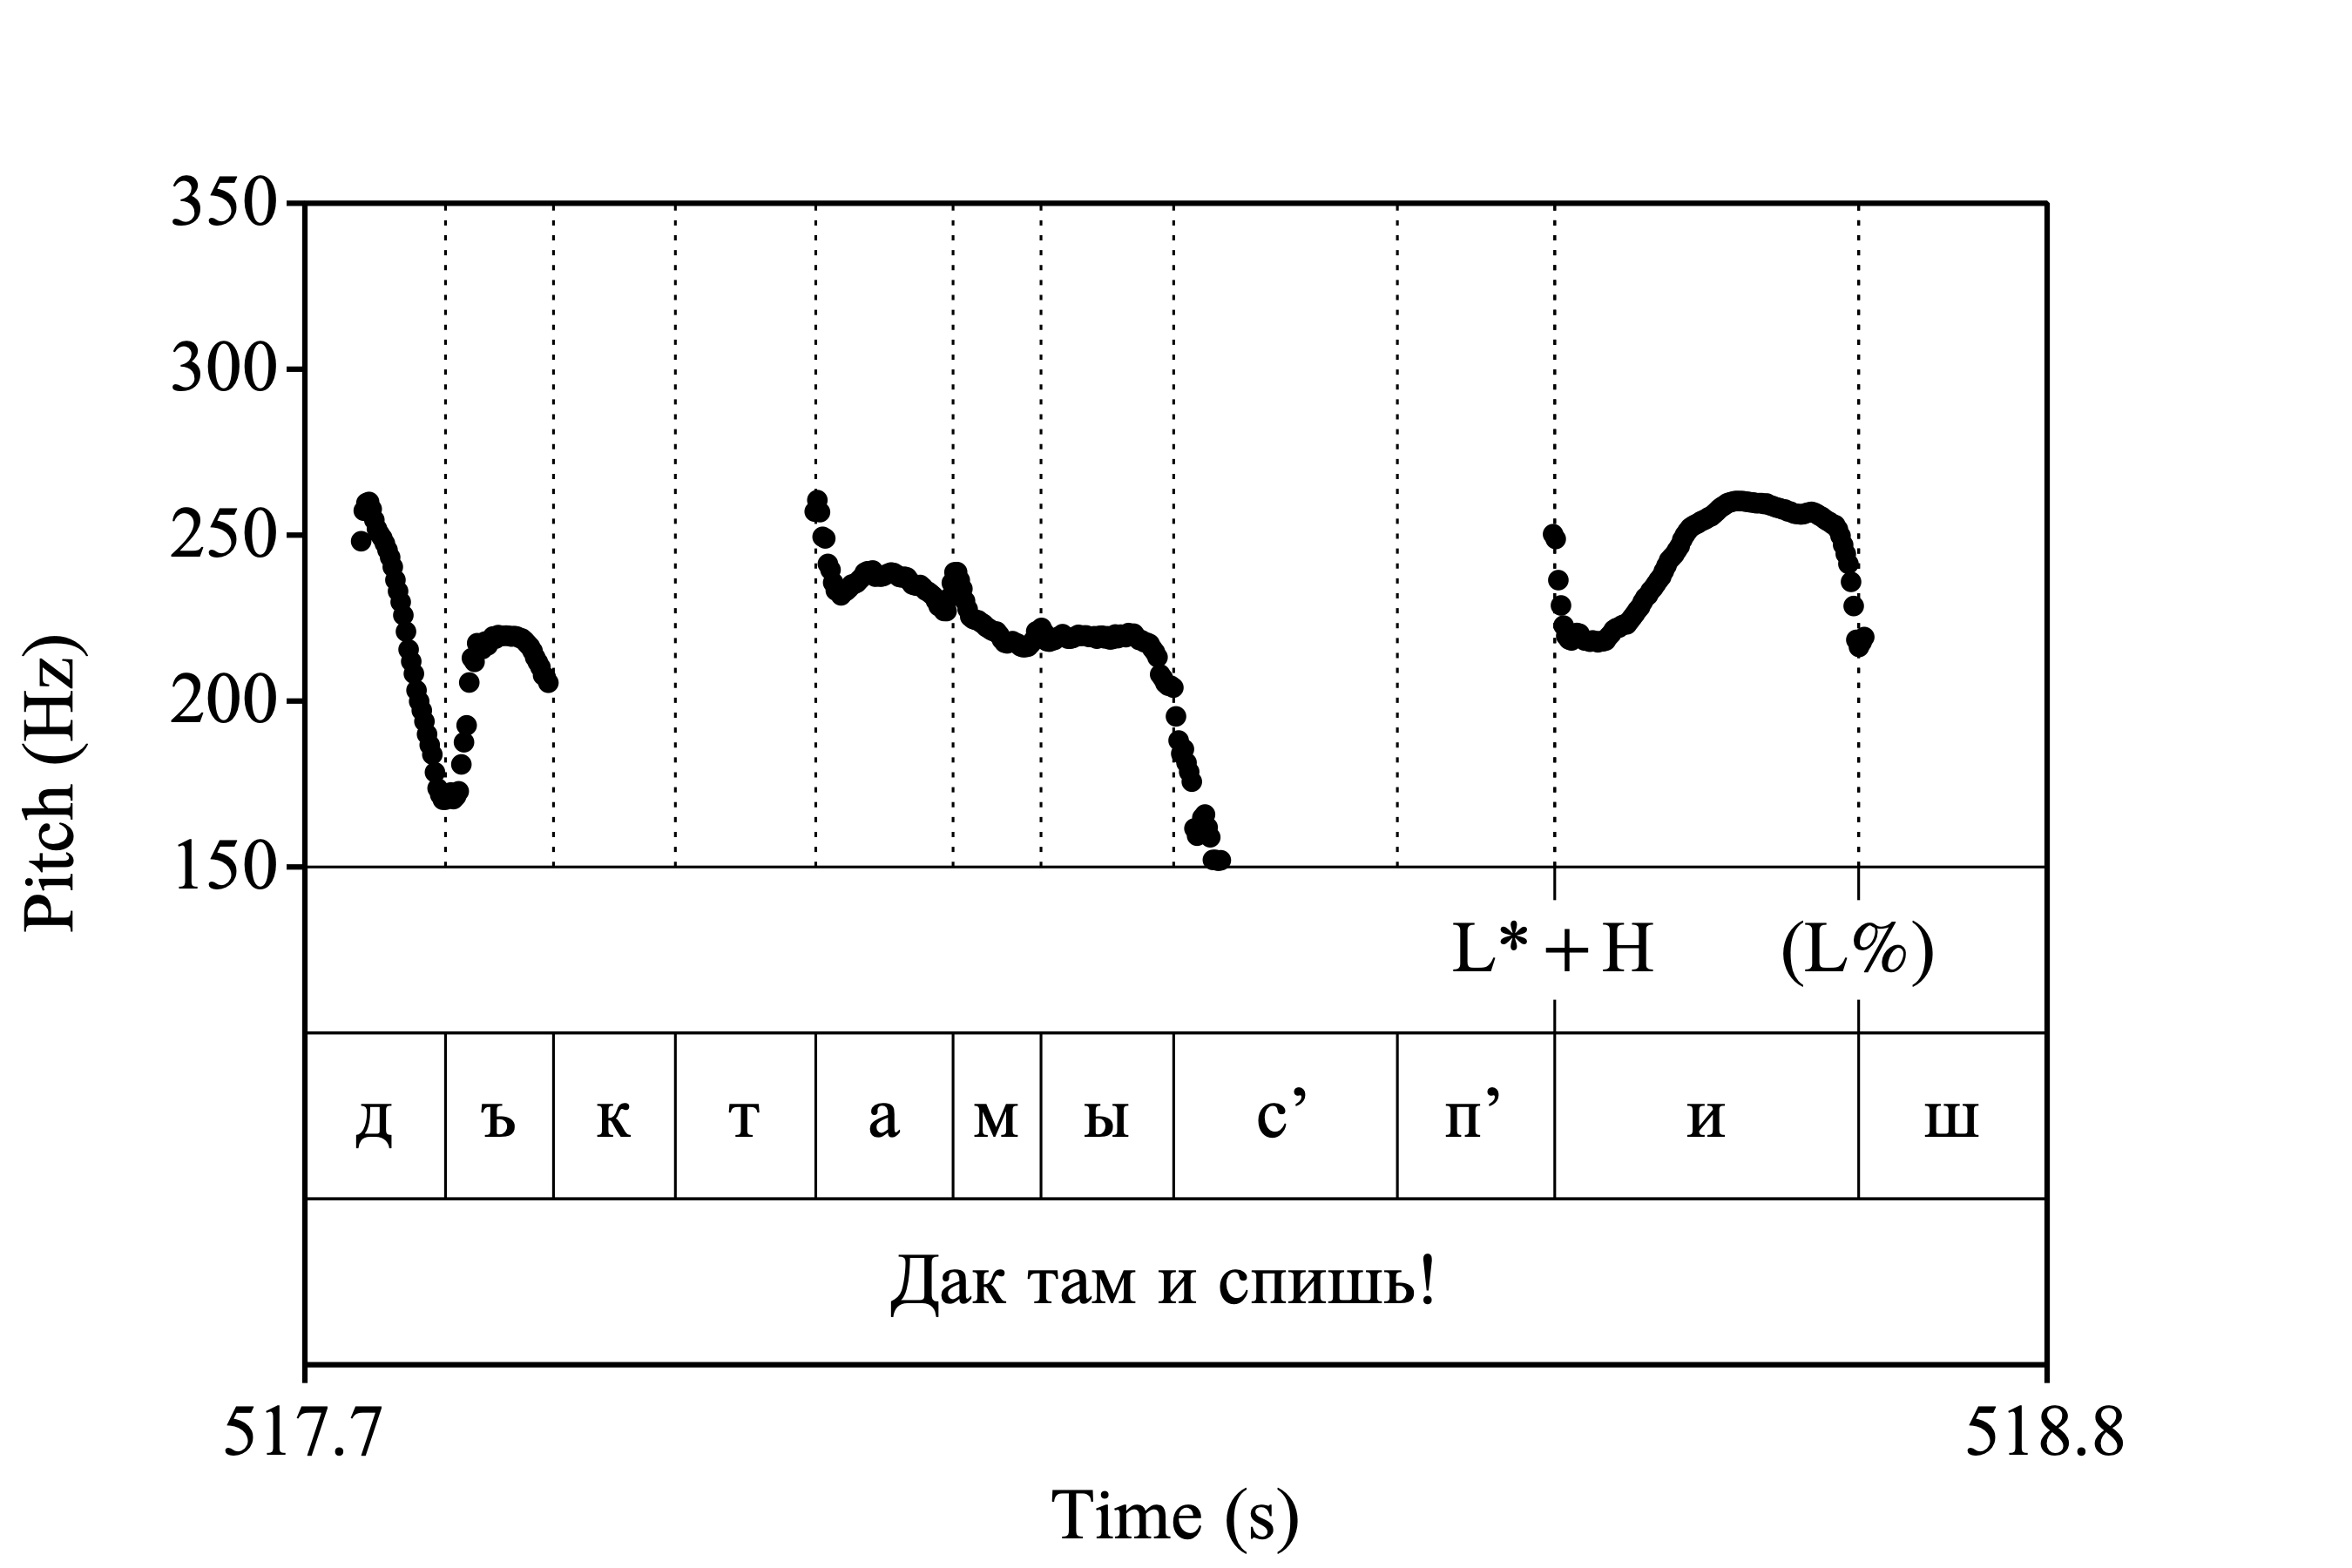 350
300
250
200
150
Pitch (Hz)
L*+H (L%)
д ъ к т а м ы с’ п’ и ш
Дак там и спишь!
517.7 518.8
Time (s)